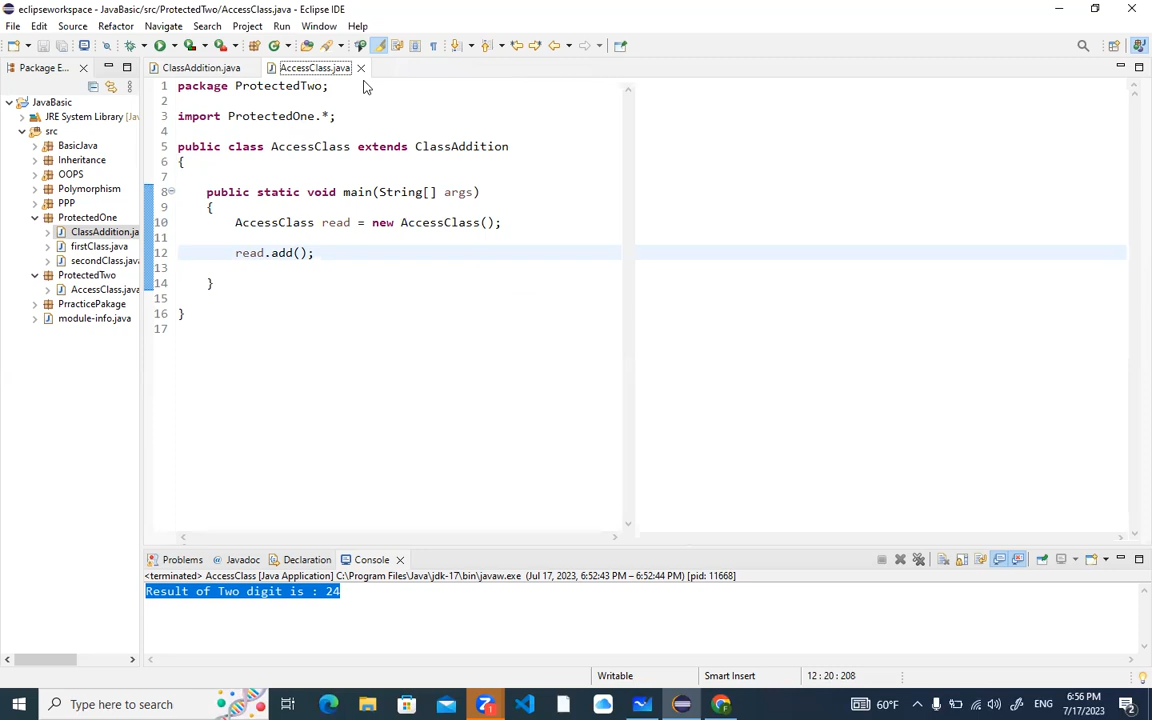 eclipseworkspace - JavaBasic/src/ProtectedTwo/AccessClass.java - Eclipse IDE
File Edit Source Refactor Navigate Search Project Run Window Help
Package E...
ClassAddition.java AccessClass.java
JavaBasic
JRE System Library [Jav
src
BasicJava
Inheritance
OOPS
Polymorphism
PPP
ProtectedOne
ClassAddition.ja
firstClass.java
secondClass.java
ProtectedTwo
AccessClass.java
PrracticePakage
module-info.java
1 package ProtectedTwo;
2
3 import ProtectedOne.*;
4
5 public class AccessClass extends ClassAddition
6 {
7
8 public static void main(String[] args)
9 {
10 AccessClass read = new AccessClass();
11
12 read.add();
13
14 }
15
16 }
17
Problems Javadoc Declaration Console
<terminated> AccessClass [Java Application] C:\Program Files\Java\jdk-17\bin\javaw.exe (Jul 17, 2023, 6:52:43 PM – 6:52:44 PM) [pid: 11668]
Result of Two digit is : 24
Writable Smart Insert 12 : 20 : 208
Type here to search
60°F ENG
6:56 PM
7/17/2023
2